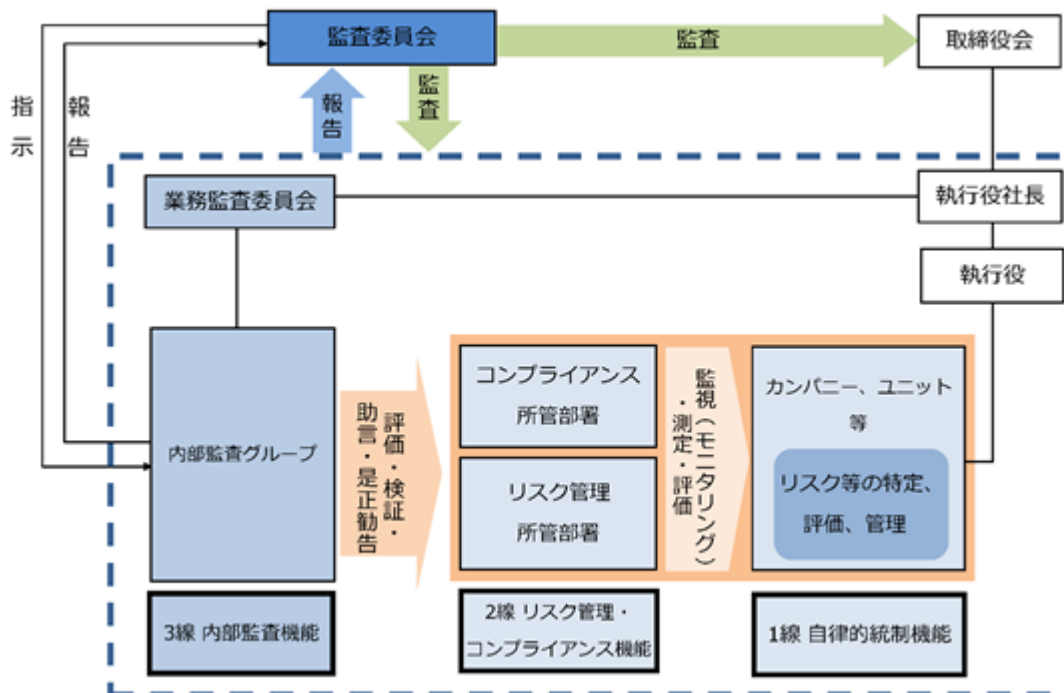 監査委員会
監査
取締役会
報告
監査
指示
報告
業務監査委員会
執行役社長
執行役
内部監査グループ
評価・検証・
助言・是正勧告
コンプライアンス
所管部署
リスク管理
所管部署
監視(モニタリング)
・測定・評価
カンパニー、ユニット
等
リスク等の特定、
評価、管理
3線 内部監査機能
2線 リスク管理・
コンプライアンス機能
1線 自律的統制機能